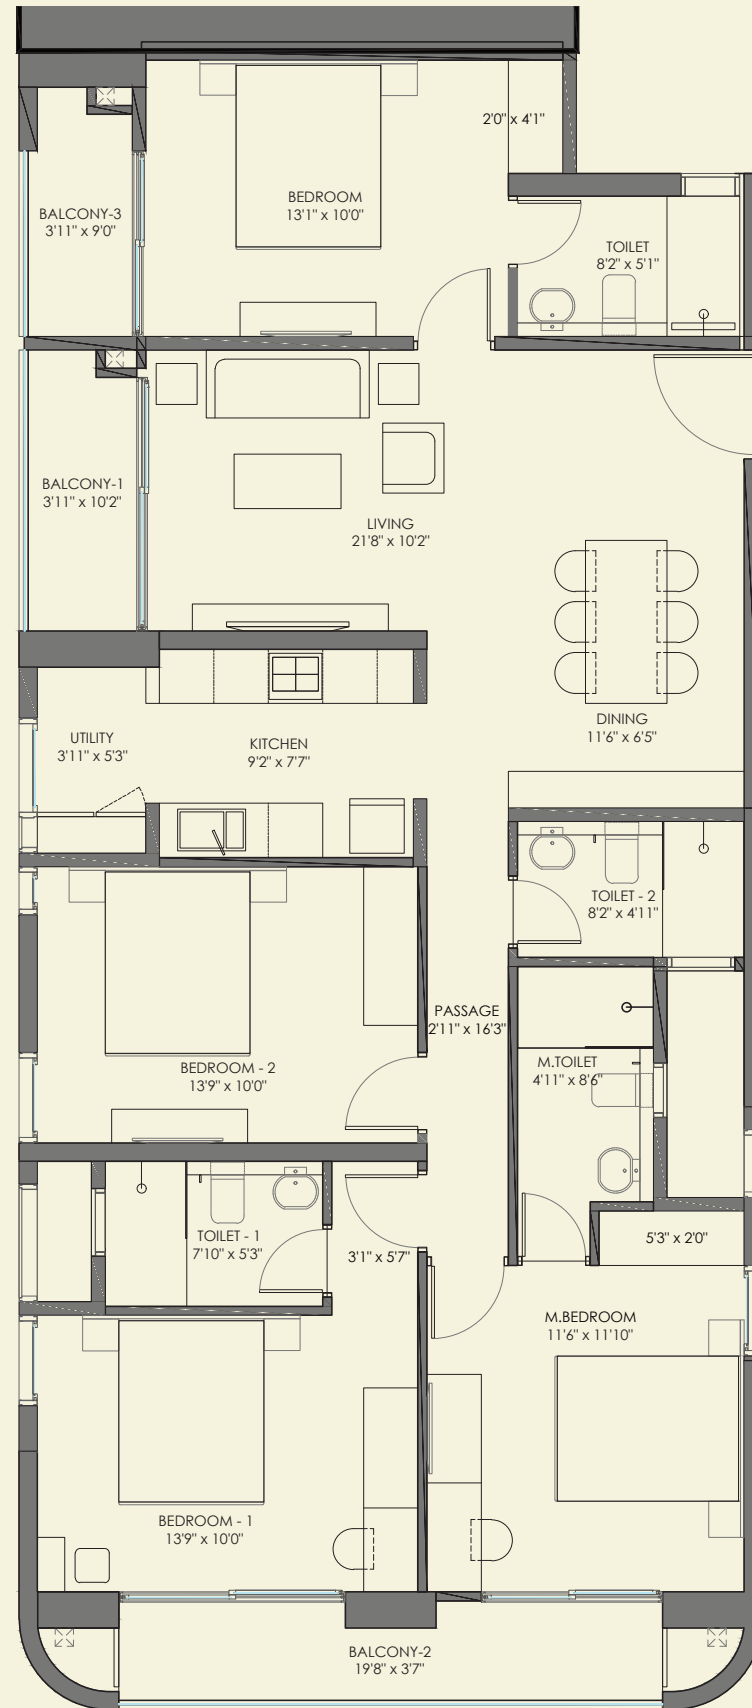 2'0" x 4'1"
BEDROOM
13'1" x 10'0"
BALCONY-3
3'11" x 9'0"
TOILET
8'2" x 5'1"
BALCONY-1
3'11" x 10'2"
LIVING
21'8" x 10'2"
DINING
11'6" x 6'5"
UTILITY
3'11" x 5'3"
KITCHEN
9'2" x 7'7"
TOILET - 2
8'2" x 4'11"
PASSAGE
2'11" x 16'3"
BEDROOM - 2
13'9" x 10'0"
M.TOILET
4'11" x 8'6"
TOILET - 1
7'10" x 5'3"
3'1" x 5'7"
5'3" x 2'0"
M.BEDROOM
11'6" x 11'10"
BEDROOM - 1
13'9" x 10'0"
BALCONY-2
19'8" x 3'7"